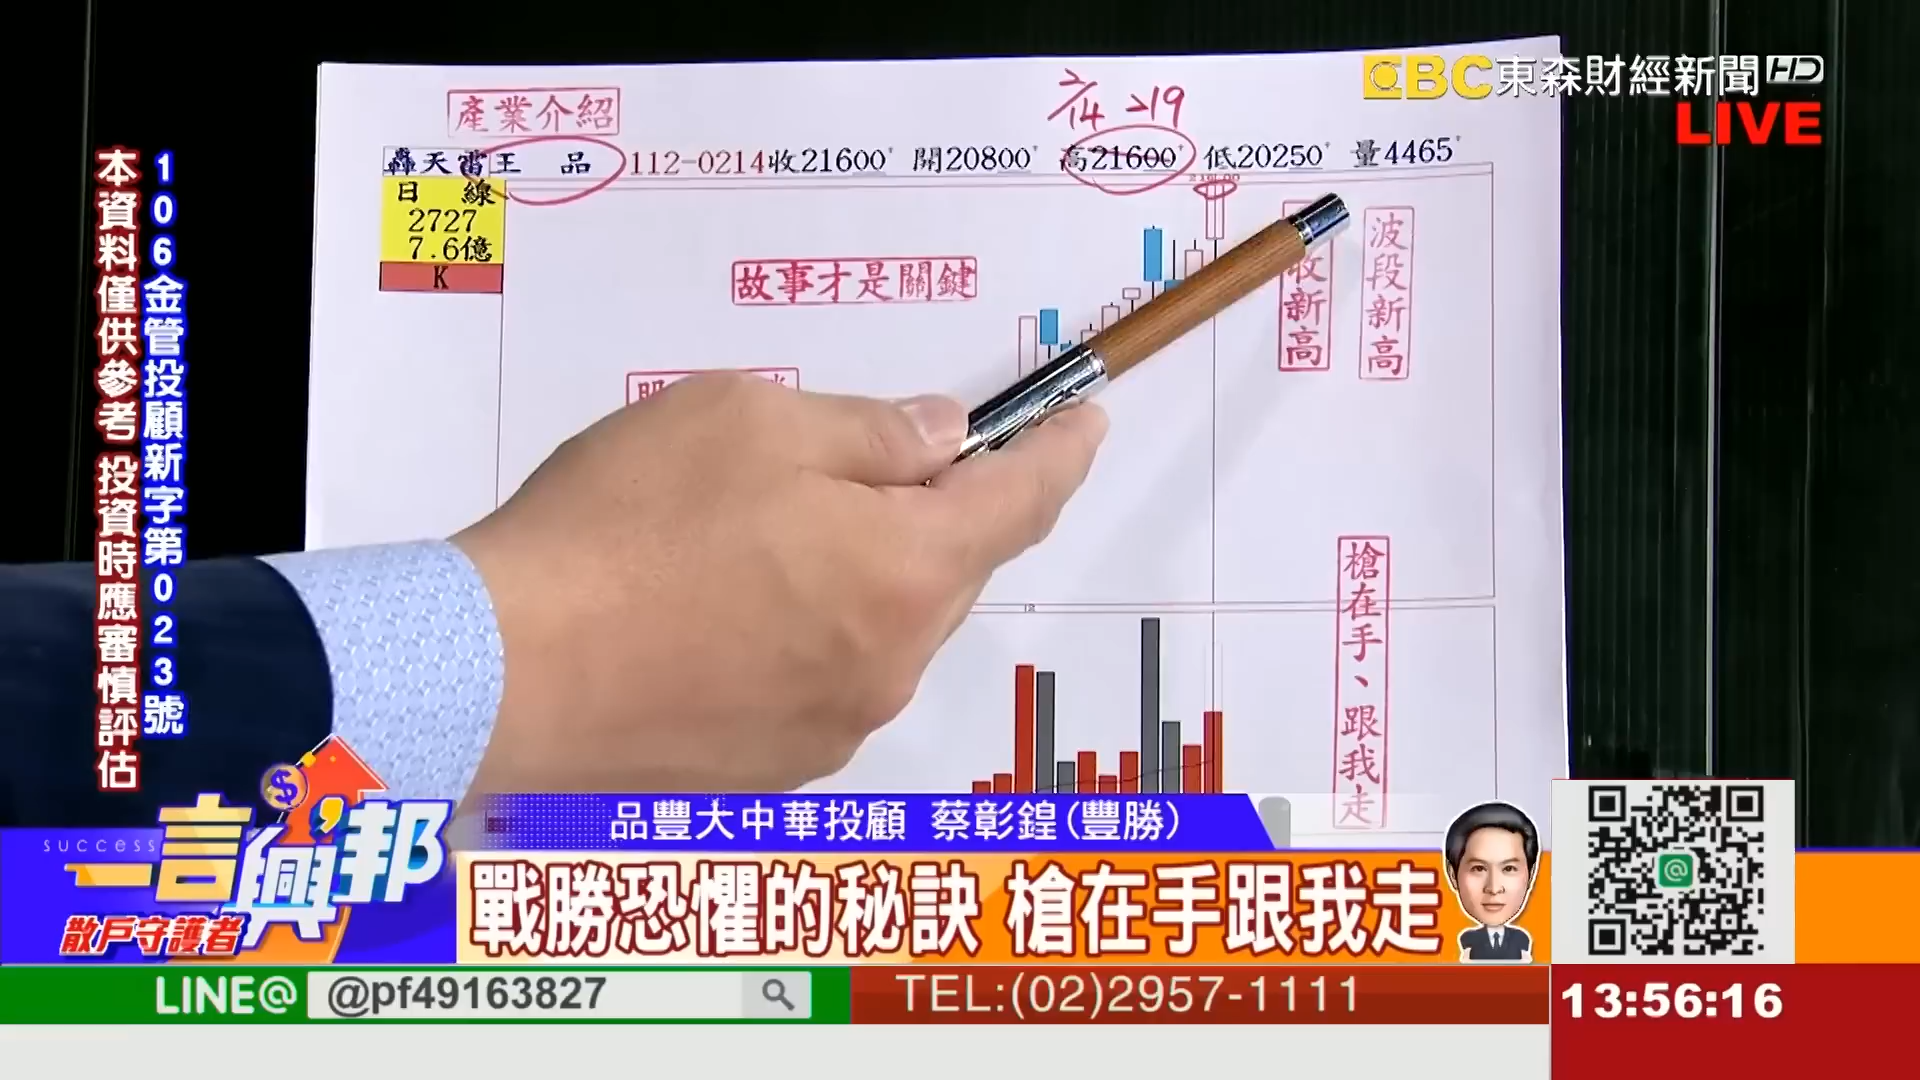 EBC東森財經新聞HD
LIVE
2/14 219
產業介紹
轟天雷王 品 112-0214收21600 開20800 高21600 低20250 量4465
日 線
2727
7.6億
K
故事才是關鍵
收新高
波段新高
槍在手、跟我走
106金管投顧新字第023號
本資料僅供參考 投資時應審慎評估
success
一言興邦
散戶守護者
品豐大中華投顧 蔡彰鍠(豐勝)
戰勝恐懼的秘訣 槍在手跟我走
LINE@ @pf49163827
TEL:(02)2957-1111
13:56:16